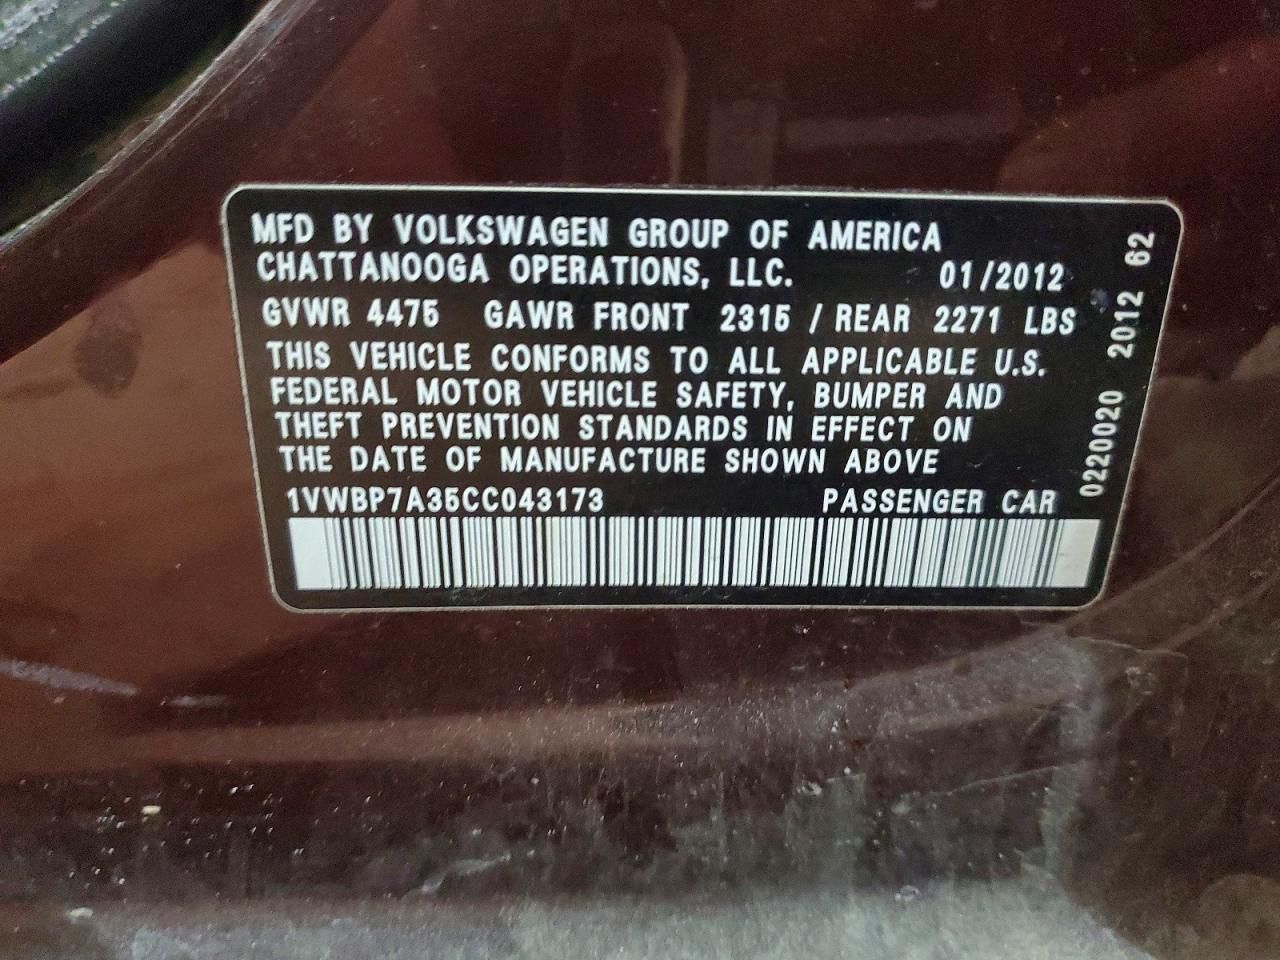 MFD BY VOLKSWAGEN GROUP OF AMERICA
CHATTANOOGA OPERATIONS, LLC. 01/2012
GVWR 4475 GAWR FRONT 2315 / REAR 2271 LBS
THIS VEHICLE CONFORMS TO ALL APPLICABLE U.S.
FEDERAL MOTOR VEHICLE SAFETY, BUMPER AND
THEFT PREVENTION STANDARDS IN EFFECT ON
THE DATE OF MANUFACTURE SHOWN ABOVE
1VWBP7A35CC043173 PASSENGER CAR
0220020 2012 62